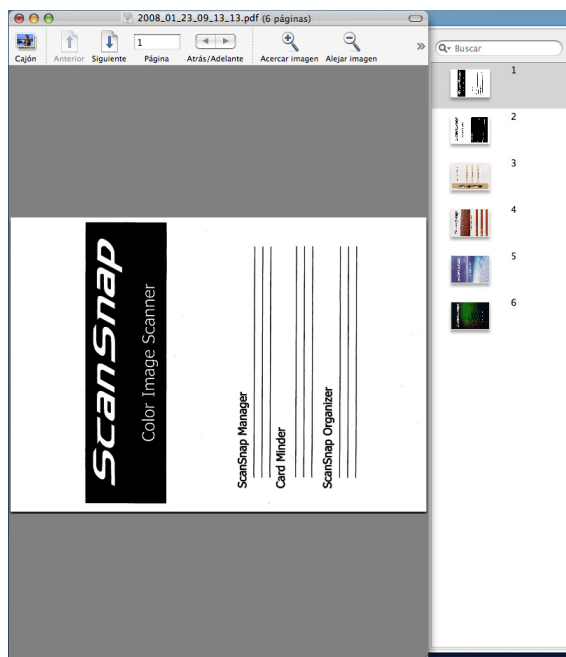 2008_01_23_09_13_13.pdf (6 páginas)
1
Cajón Anterior Siguiente Página Atrás/Adelante Acercar imagen Alejar imagen
»
Buscar
1
2
3
4
5
6
ScanSnap
Color Image Scanner
ScanSnap Manager
Card Minder
ScanSnap Organizer